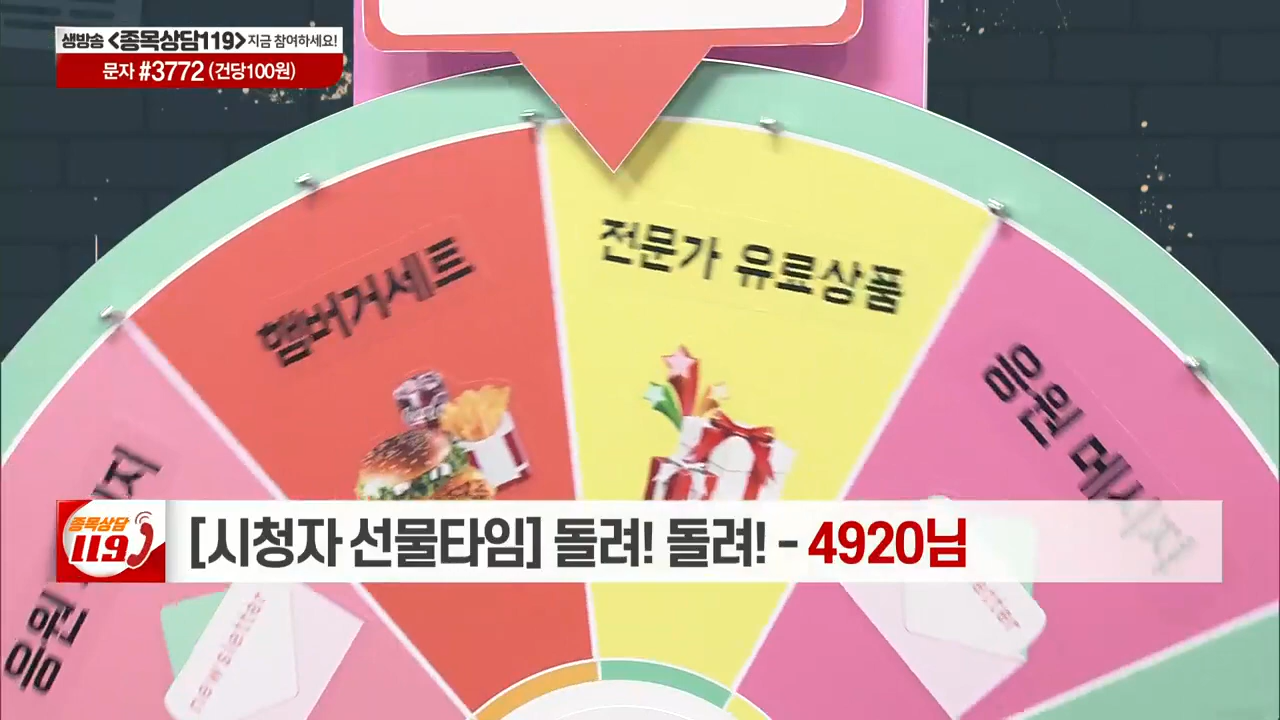 생방송 <종목상담119> 지금 참여하세요!
문자 #3772 (건당100원)
햄버거세트
전문가 유료상품
응원 메시지
종목상담
119
[시청자 선물타임] 돌려! 돌려! - 4920님
newsletter